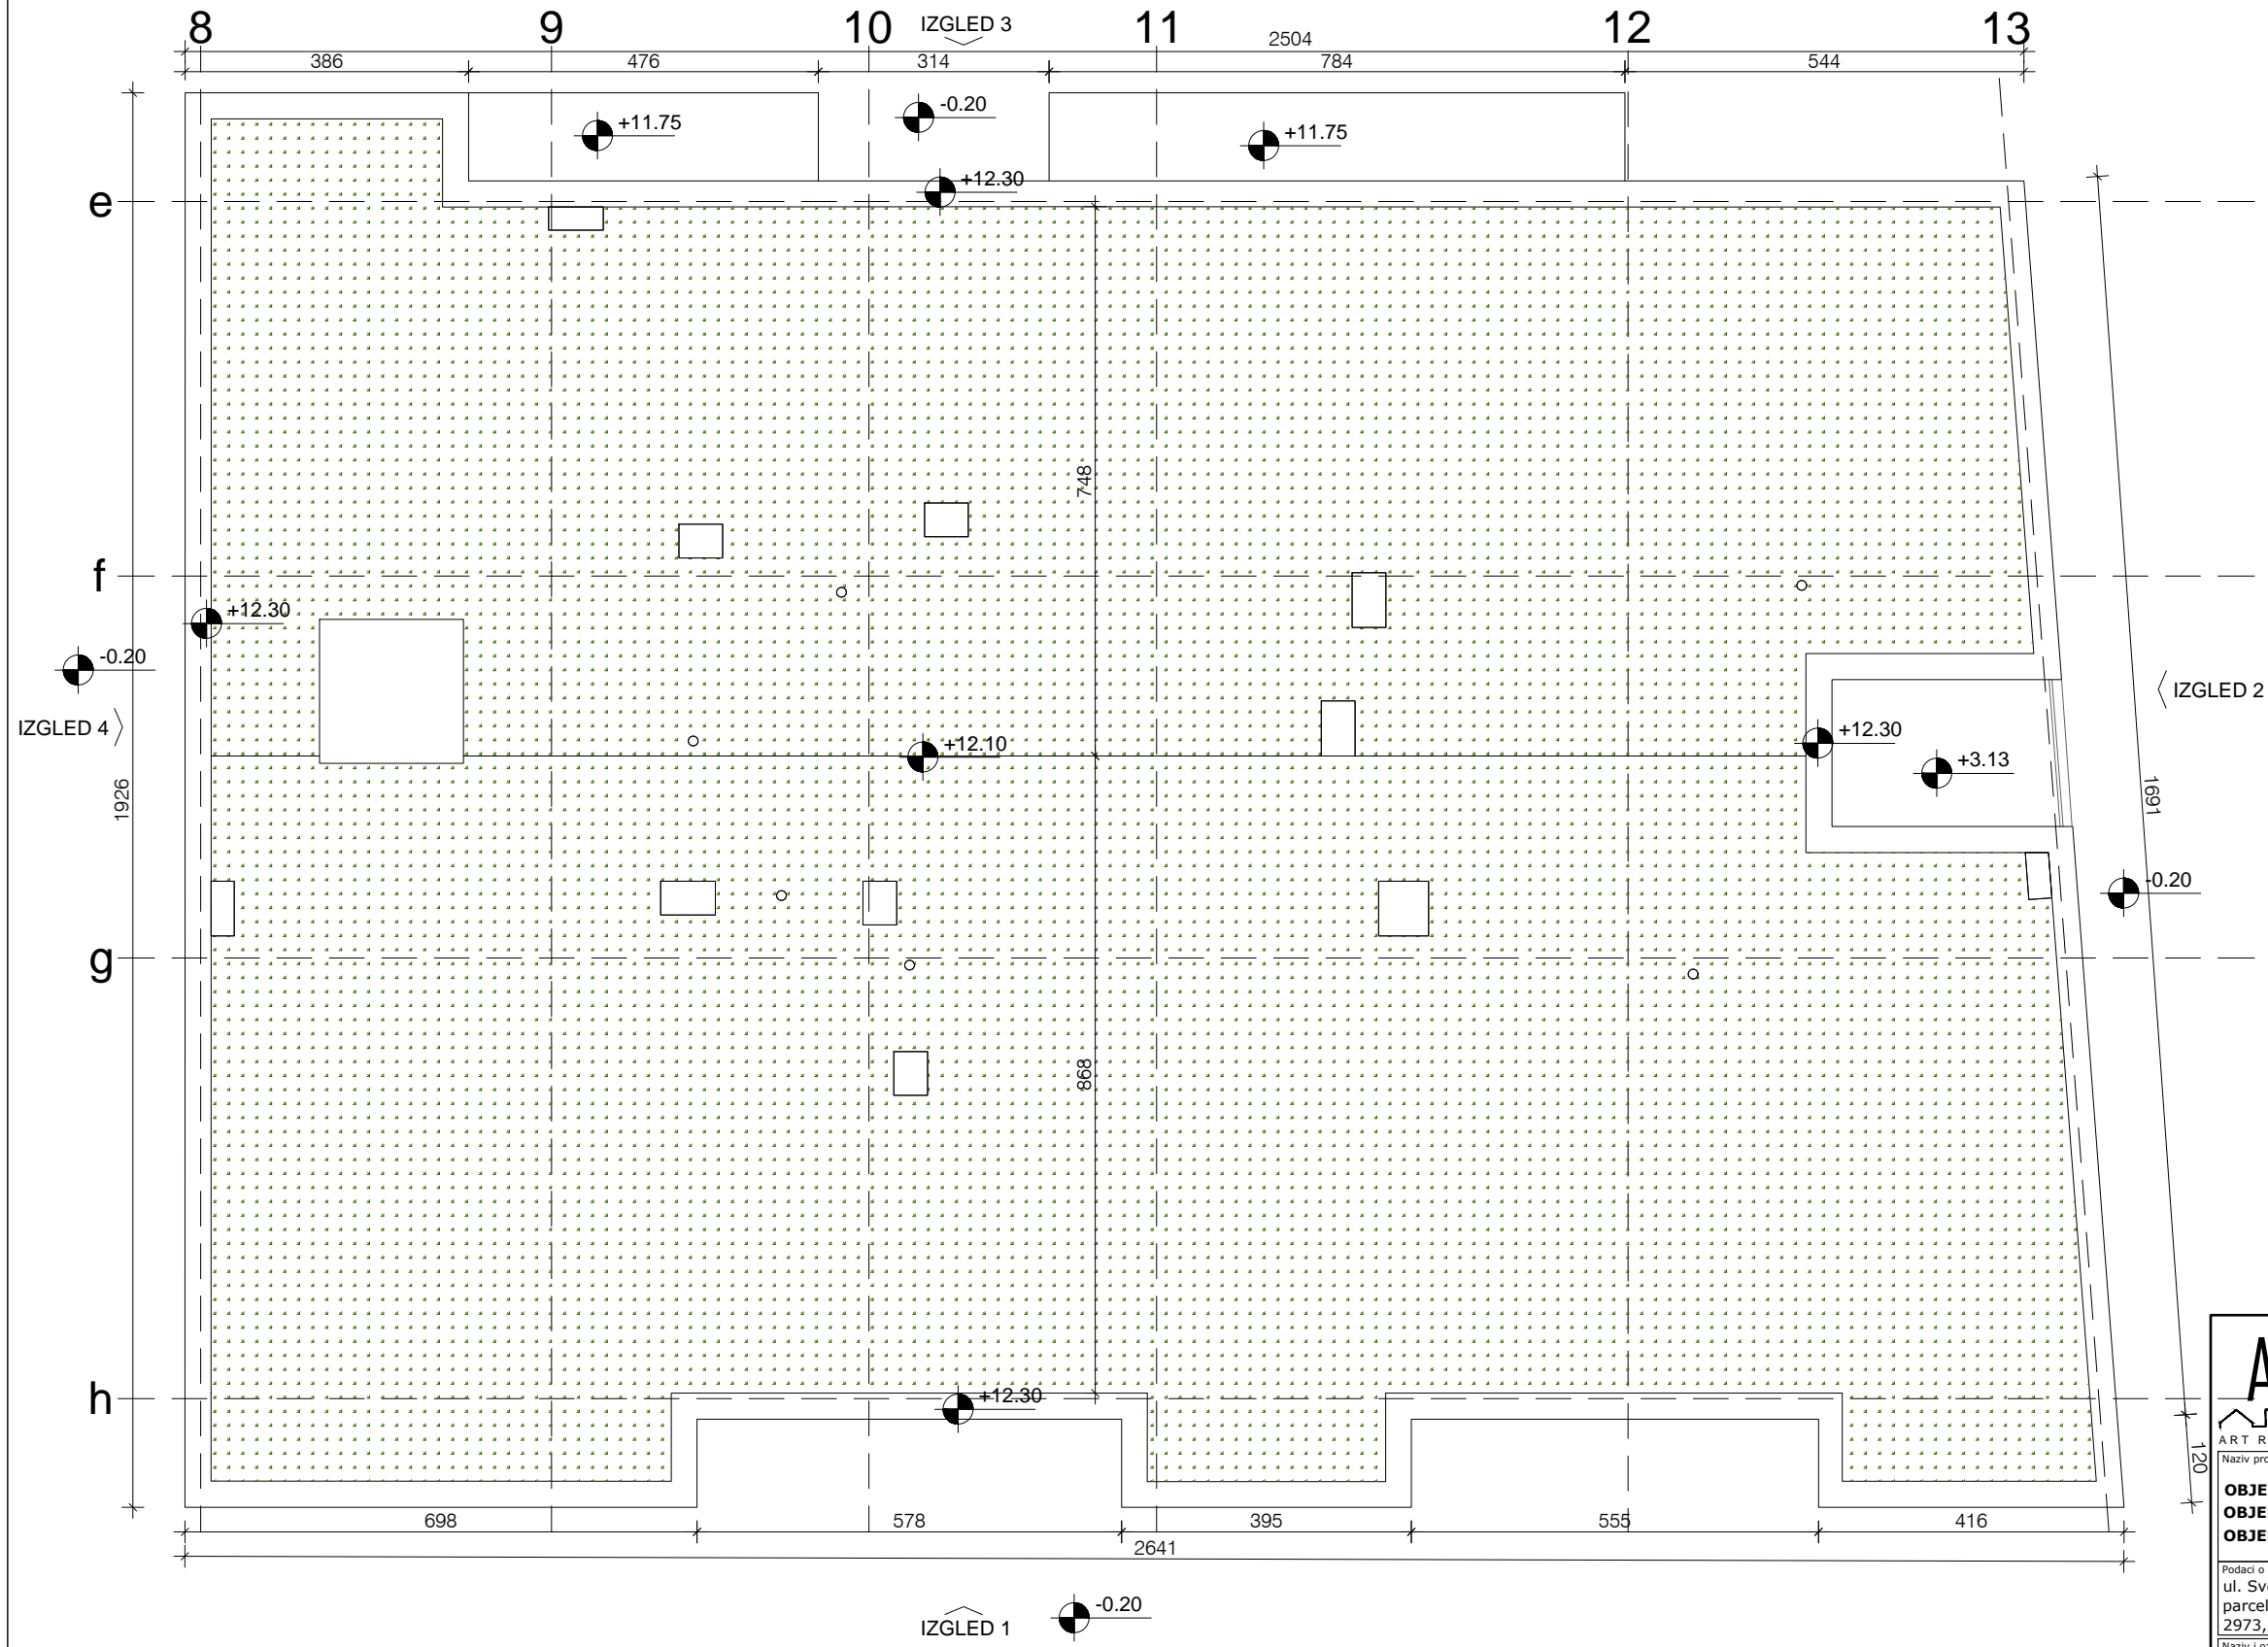 8
9
10
IZGLED 3
11
12
13
2504
386
476
314
784
544
+11.75
-0.20
+11.75
+12.30
e
748
f
+12.30
-0.20
IZGLED 4
IZGLED 2
+12.30
+12.10
+3.13
1926
1691
-0.20
g
868
h
+12.30
120
698
578
395
555
416
2641
-0.20
IZGLED 1
ART R
Naziv pro
OBJE
OBJE
OBJE
Podaci o
ul. Sv
parcel
2973,